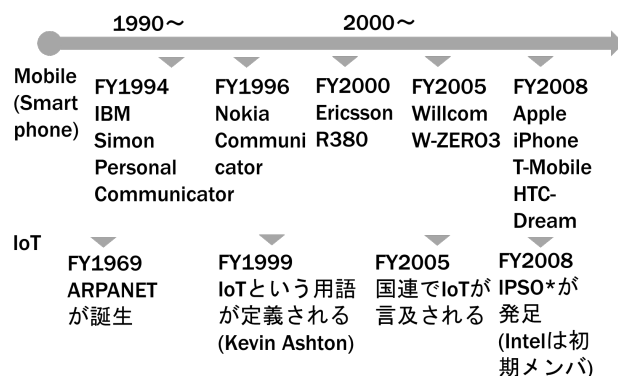 1990～
2000～
Mobile
(Smart
phone)
FY1994
IBM
Simon
Personal
Communicator
FY1996
Nokia
Communi
cator
FY2000
Ericsson
R380
FY2005
Willcom
W-ZERO3
FY2008
Apple
iPhone
T-Mobile
HTC-
Dream
IoT
FY1969
ARPANET
が誕生
FY1999
IoTという用語
が定義される
(Kevin Ashton)
FY2005
国連でIoTが
言及される
FY2008
IPSO*が
発足
(Intelは初
期メンバ)